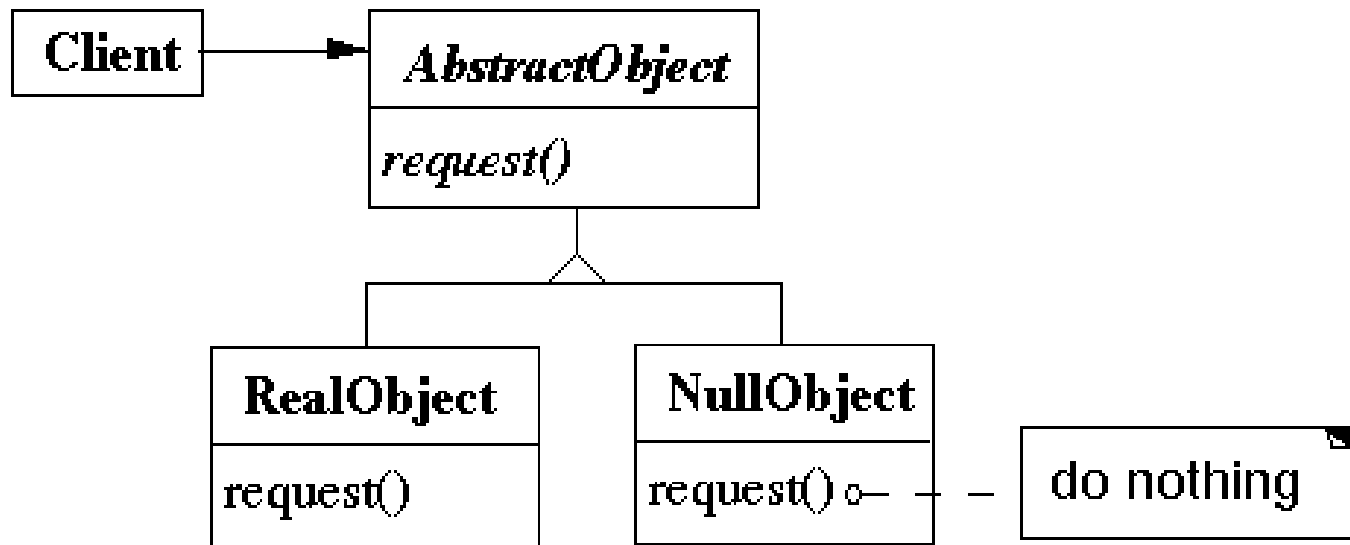 Client
AbstractObject
request()
RealObject
NullObject
request()
request()
do nothing